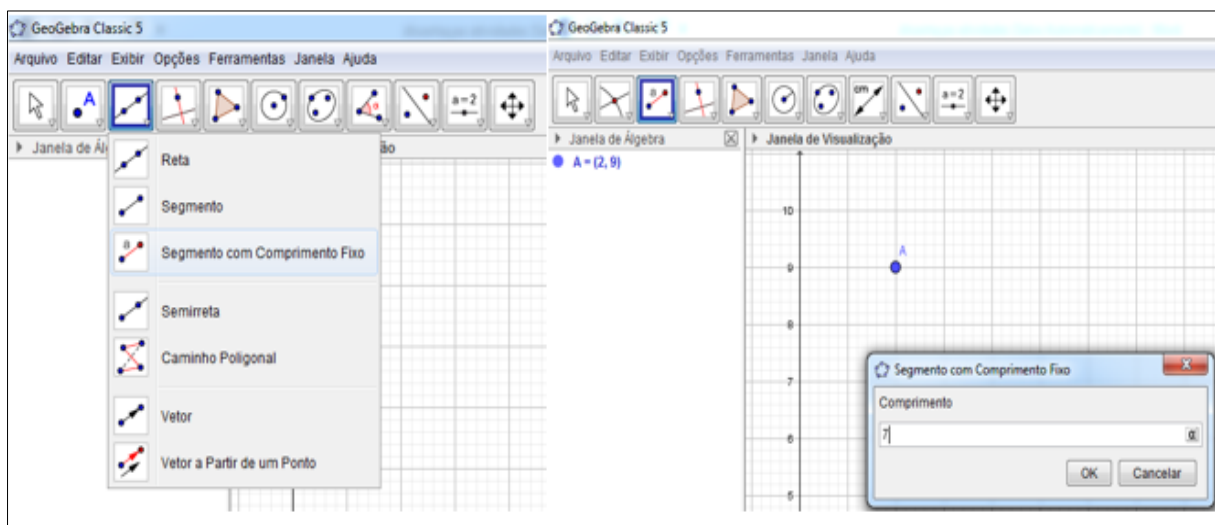 GeoGebra Classic 5
Arquivo Editar Exibir Opções Ferramentas Janela Ajuda
A
a=2
Janela de Ál
ão
Reta
Segmento
a
Segmento com Comprimento Fixo
Semirreta
Caminho Poligonal
Vetor
Vetor a Partir de um Ponto
GeoGebra Classic 5
Arquivo Editar Exibir Opções Ferramentas Janela Ajuda
a
cm
a=2
Janela de Álgebra
Janela de Visualização
A = (2, 9)
10
A
9
8
7
6
5
Segmento com Comprimento Fixo
Comprimento
7
α
OK Cancelar